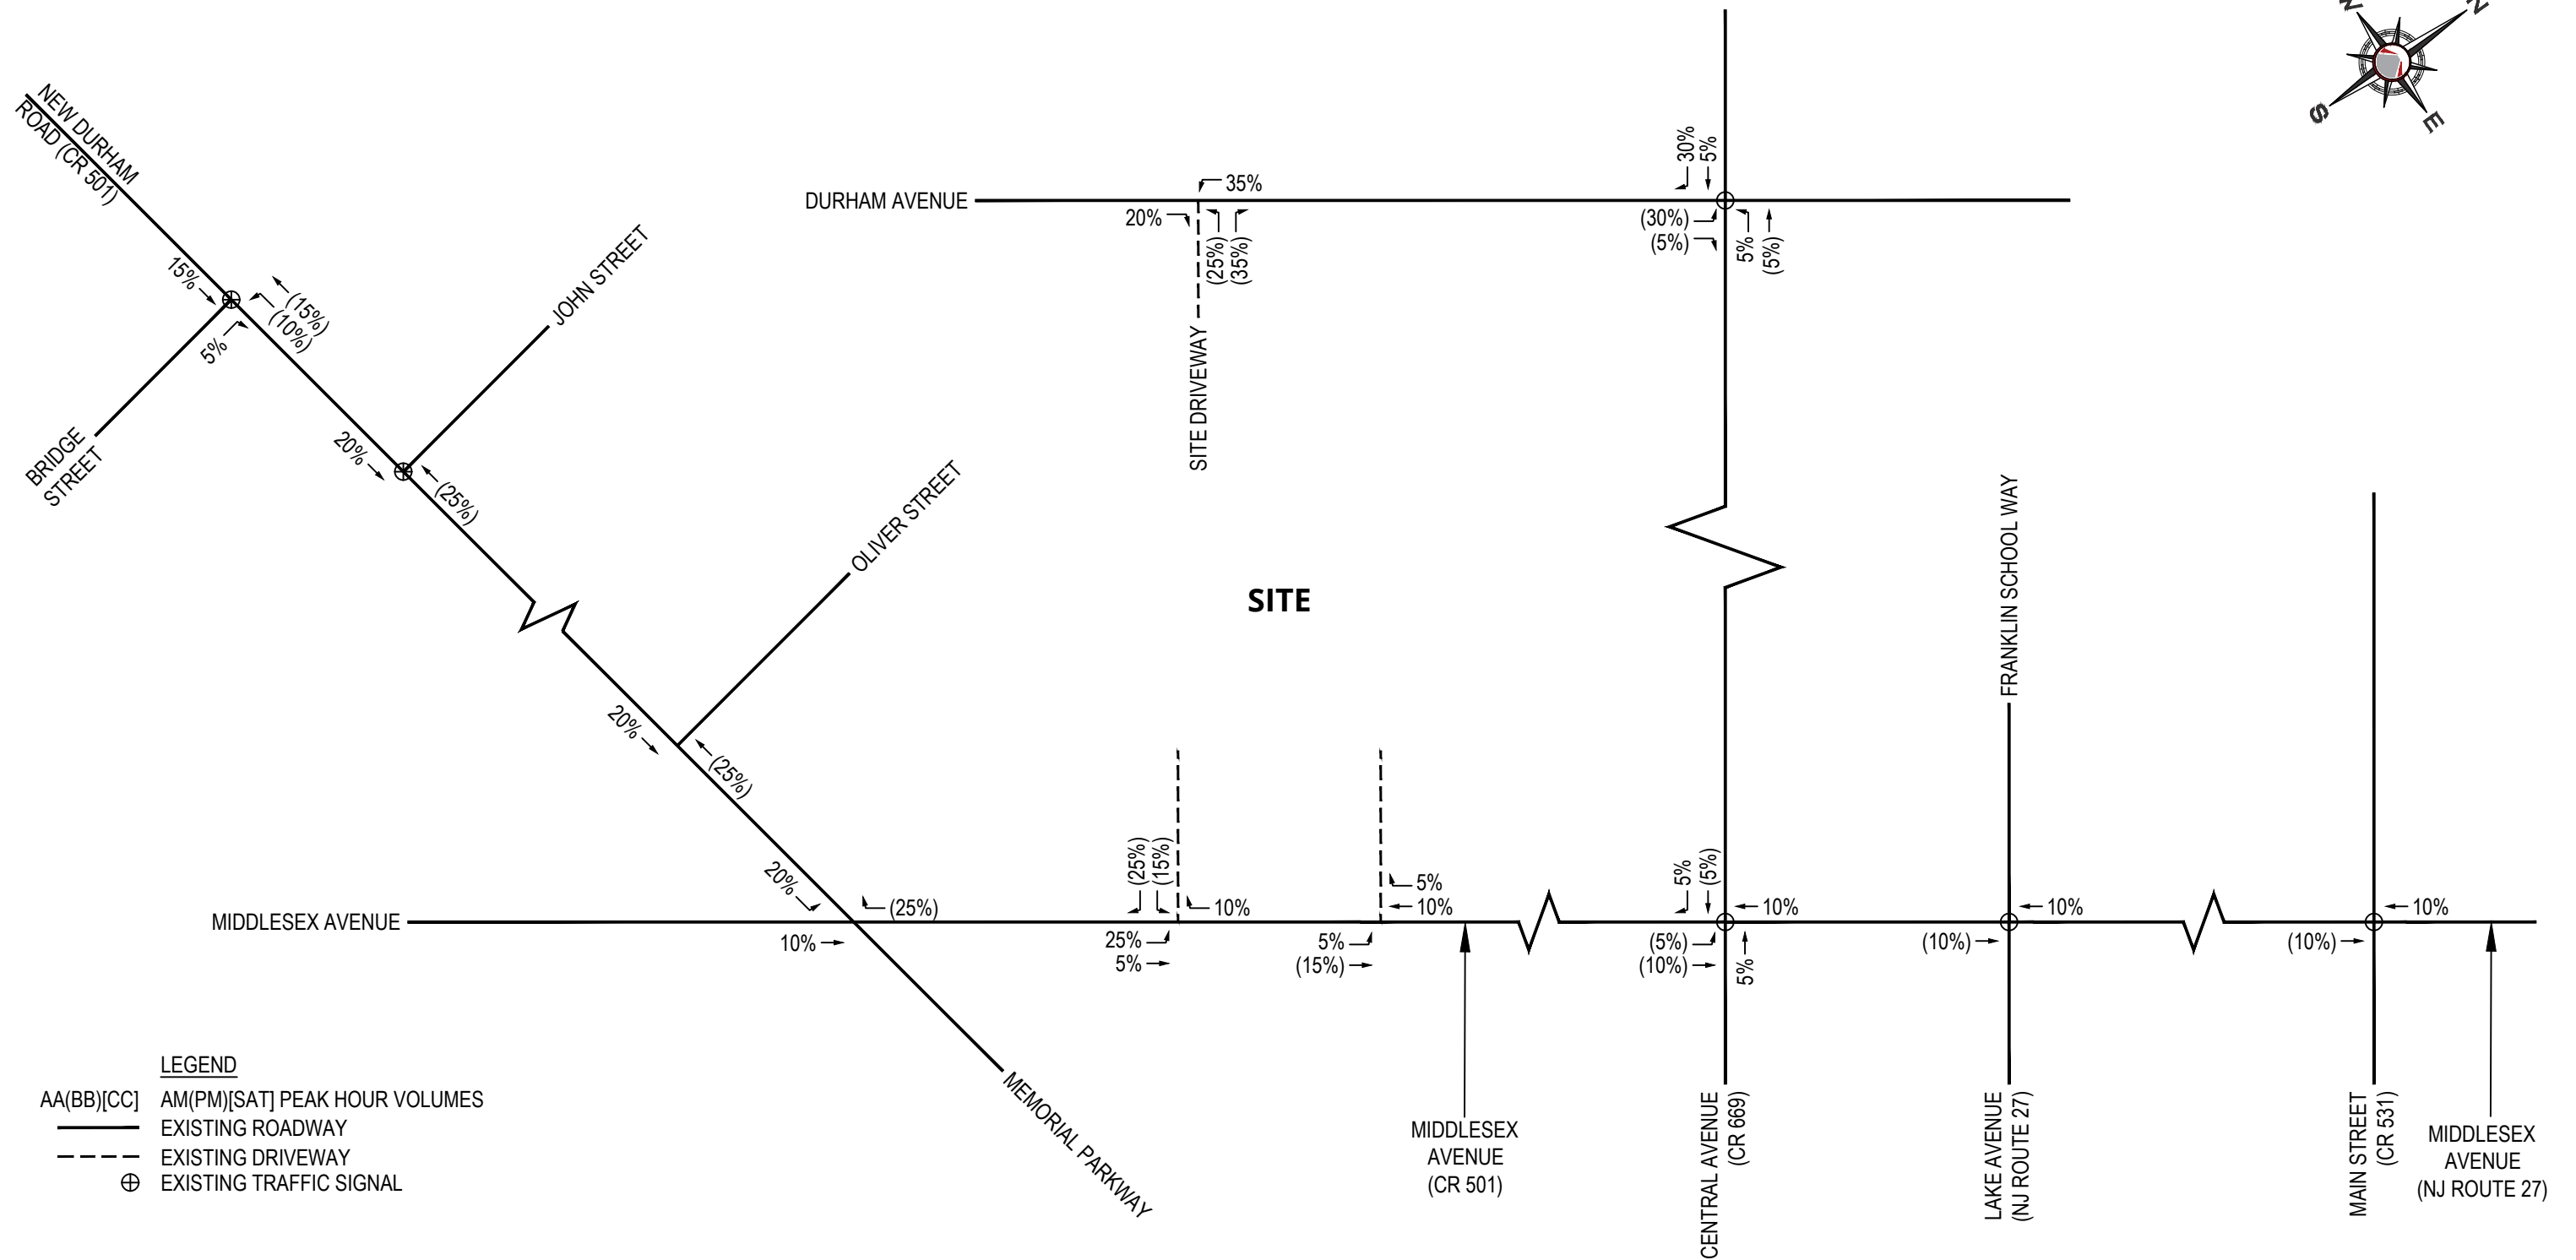 N
N
S
E
NEW DURHAM
ROAD (CR 501)
15%
(15%)
(10%)
5%
BRIDGE
STREET
JOHN STREET
20%
(25%)
OLIVER STREET
20%
(25%)
DURHAM AVENUE
35%
20%
(25%)
(35%)
SITE DRIVEWAY
30%
5%
(30%)
(5%)
5%
(5%)
SITE
FRANKLIN SCHOOL WAY
20%
(25%)
MIDDLESEX AVENUE
10%
(25%)
(15%)
10%
25%
5%
5%
10%
5%
(15%)
5%
(5%)
10%
(5%)
(10%)
5%
10%
(10%)
10%
(10%)
MEMORIAL PARKWAY
MIDDLESEX
AVENUE
(CR 501)
CENTRAL AVENUE
(CR 669)
LAKE AVENUE
(NJ ROUTE 27)
MAIN STREET
(CR 531)
MIDDLESEX
AVENUE
(NJ ROUTE 27)
LEGEND
AA(BB)[CC] AM(PM)[SAT] PEAK HOUR VOLUMES
EXISTING ROADWAY
EXISTING DRIVEWAY
EXISTING TRAFFIC SIGNAL